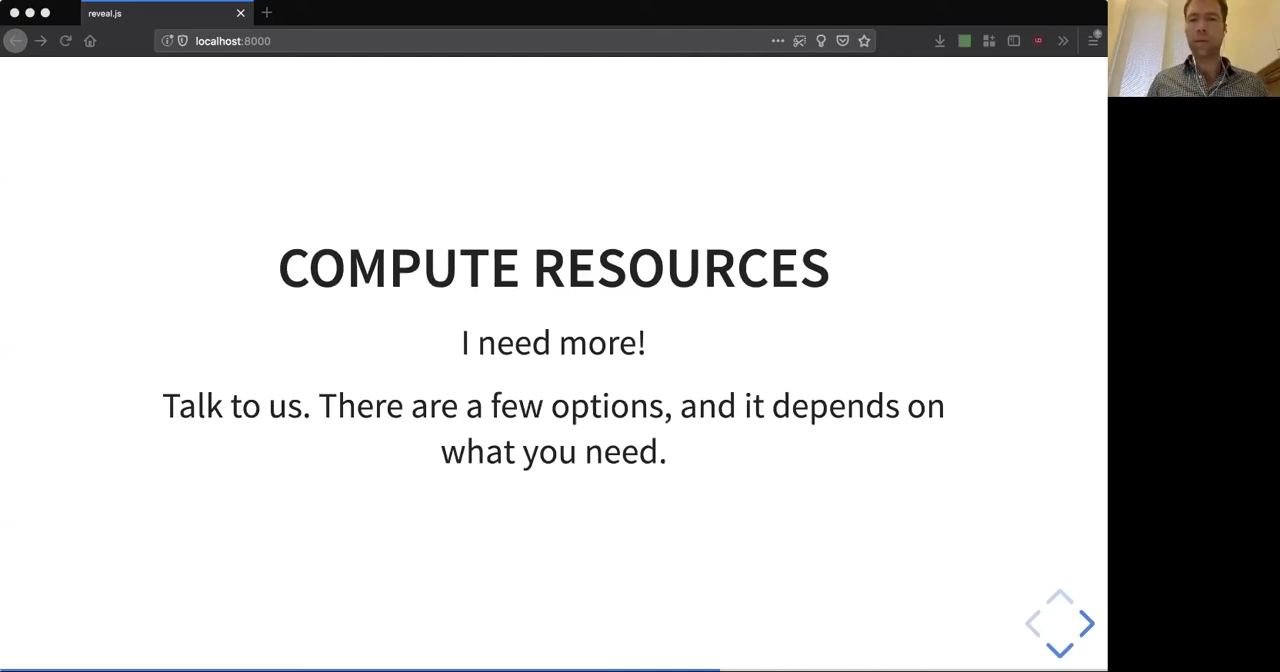 reveal.js
localhost:8000
COMPUTE RESOURCES
I need more!
Talk to us. There are a few options, and it depends on
what you need.